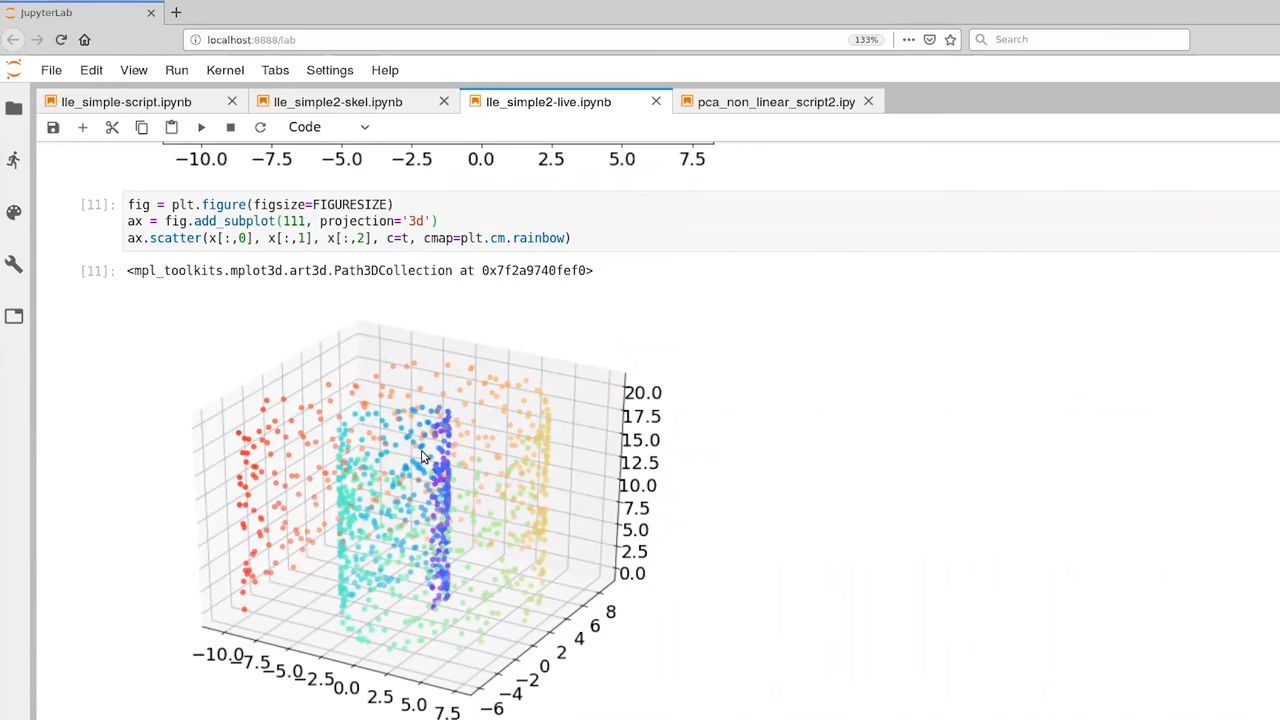 JupyterLab
localhost:8888/lab
133%
Search
File Edit View Run Kernel Tabs Settings Help
lle_simple-script.ipynb
lle_simple2-skel.ipynb
lle_simple2-live.ipynb
pca_non_linear_script2.ipy
Code
−10.0 −7.5 −5.0 −2.5 0.0 2.5 5.0 7.5
[11]:
fig = plt.figure(figsize=FIGURESIZE)
ax = fig.add_subplot(111, projection='3d')
ax.scatter(x[:,0], x[:,1], x[:,2], c=t, cmap=plt.cm.rainbow)
[11]:
<mpl_toolkits.mplot3d.art3d.Path3DCollection at 0x7f2a9740fef0>
20.0
17.5
15.0
12.5
10.0
7.5
5.0
2.5
0.0
8
6
4
2
0
−2
−4
−6
−10.0
−7.5
−5.0
−2.5
0.0
2.5
5.0
7.5